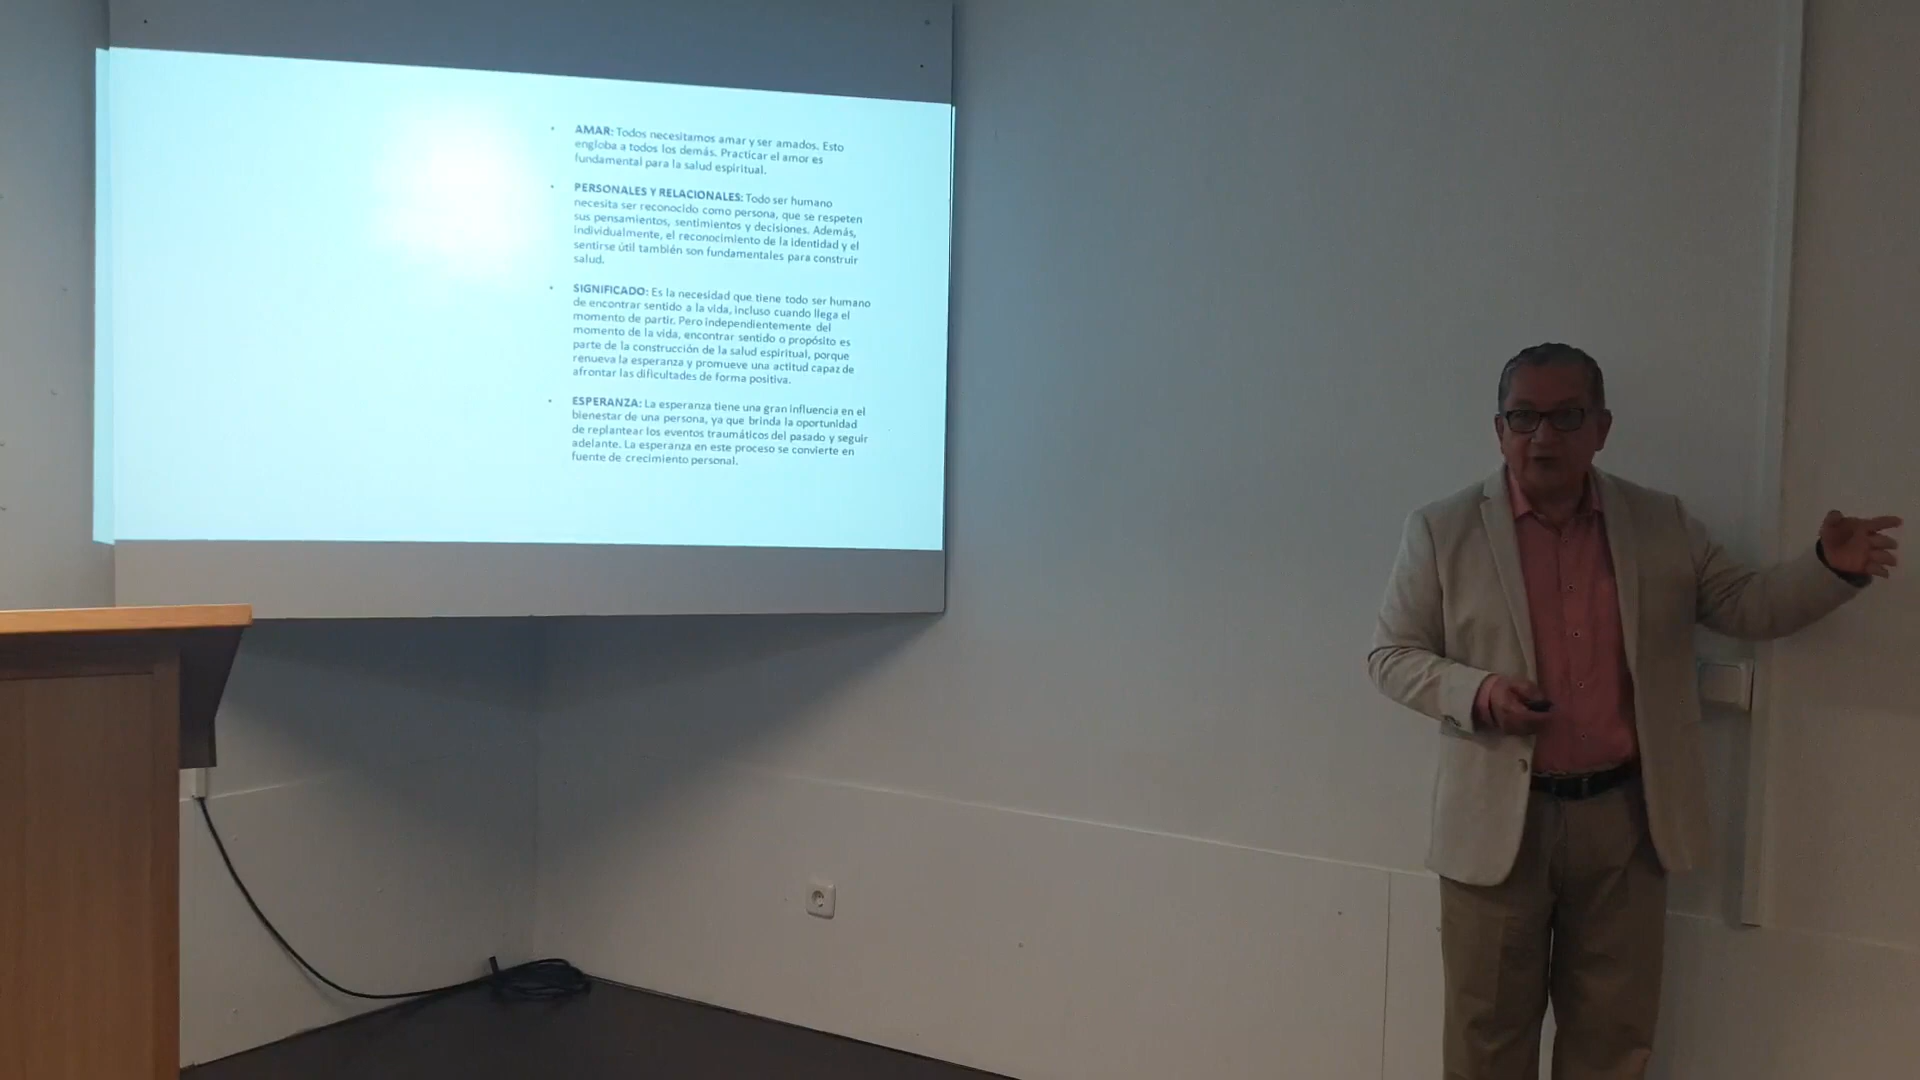 • AMAR: Todos necesitamos amar y ser amados. Esto
engloba a todos los demás. Practicar el amor es
fundamental para la salud espiritual.
• PERSONALES Y RELACIONALES: Todo ser humano
necesita ser reconocido como persona, que se respeten
sus pensamientos, sentimientos y decisiones. Además,
individualmente, el reconocimiento de la identidad y el
sentirse útil también son fundamentales para construir
salud.
• SIGNIFICADO: Es la necesidad que tiene todo ser humano
de encontrar sentido a la vida, incluso cuando llega el
momento de partir. Pero independientemente del
momento de la vida, encontrar sentido o propósito es
parte de la construcción de la salud espiritual, porque
renueva la esperanza y promueve una actitud capaz de
afrontar las dificultades de forma positiva.
• ESPERANZA: La esperanza tiene una gran influencia en el
bienestar de una persona, ya que brinda la oportunidad
de replantear los eventos traumáticos del pasado y seguir
adelante. La esperanza en este proceso se convierte en
fuente de crecimiento personal.